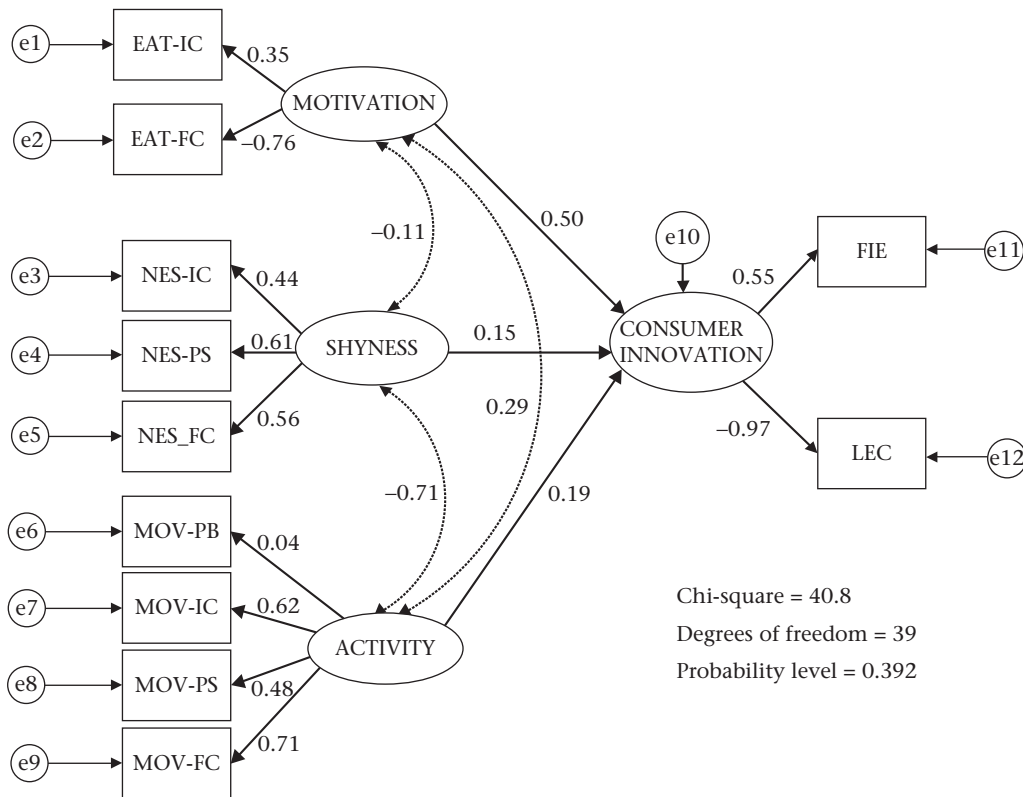 e1
EAT-IC
0.35
MOTIVATION
e2
EAT-FC
–0.76
–0.11
0.50
e10
FIE
e11
0.55
e3
NES-IC
0.44
e4
NES-PS
0.61
SHYNESS
0.15
CONSUMER
INNOVATION
0.29
e5
NES_FC
0.56
–0.97
LEC
e12
–0.71
0.19
e6
MOV-PB
0.04
e7
MOV-IC
0.62
ACTIVITY
e8
MOV-PS
0.48
e9
MOV-FC
0.71
Chi-square = 40.8
Degrees of freedom = 39
Probability level = 0.392